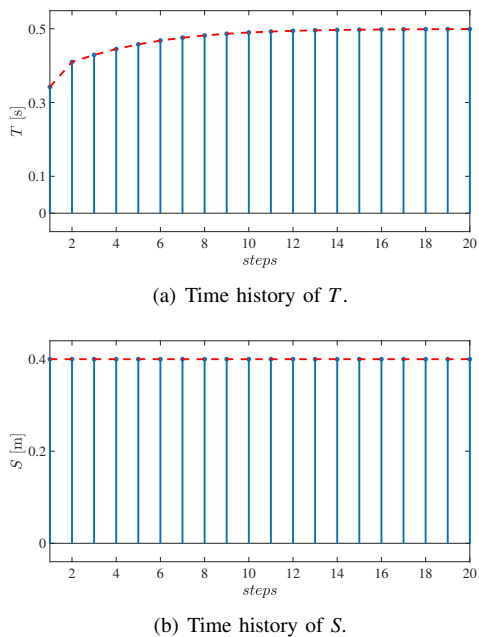 0.5
0.3
0.1
0
T [s]
2 4 6 8 10 12 14 16 18 20
steps
(a) Time history of T.
0.4
0.2
0
S [m]
2 4 6 8 10 12 14 16 18 20
steps
(b) Time history of S.